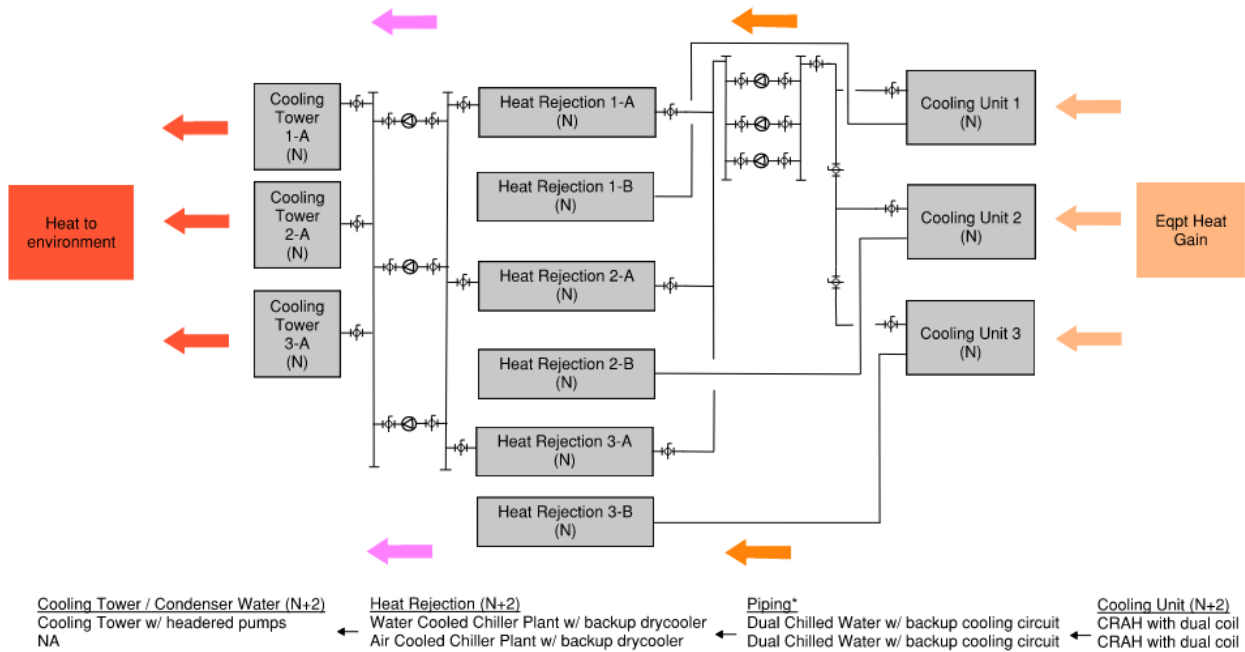 Cooling
Tower
1-A
(N)
Heat Rejection 1-A
(N)
Cooling Unit 1
(N)
Heat Rejection 1-B
(N)
Heat to
environment
Cooling
Tower
2-A
(N)
Cooling Unit 2
(N)
Eqpt Heat
Gain
Heat Rejection 2-A
(N)
Cooling
Tower
3-A
(N)
Cooling Unit 3
(N)
Heat Rejection 2-B
(N)
Heat Rejection 3-A
(N)
Heat Rejection 3-B
(N)
Cooling Tower / Condenser Water (N+2)
Cooling Tower w/ headered pumps
NA
Heat Rejection (N+2)
Water Cooled Chiller Plant w/ backup drycooler
Air Cooled Chiller Plant w/ backup drycooler
Piping*
Dual Chilled Water w/ backup cooling circuit
Dual Chilled Water w/ backup cooling circuit
Cooling Unit (N+2)
CRAH with dual coil
CRAH with dual coil